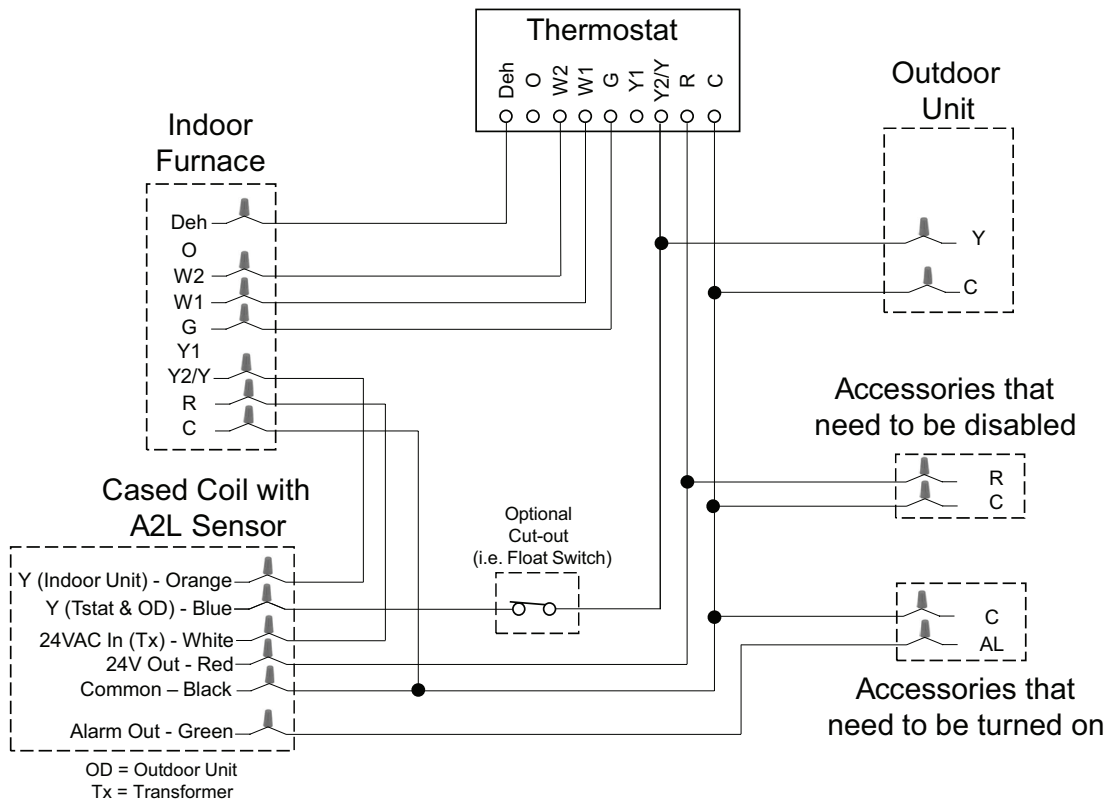 Thermostat
Deh
O
W2
W1
G
Y1
Y2/Y
R
C
Outdoor
Unit
Y
C
Indoor
Furnace
Deh
O
W2
W1
G
Y1
Y2/Y
R
C
Accessories that
need to be disabled
R
C
Cased Coil with
A2L Sensor
Y (Indoor Unit) - Orange
Y (Tstat & OD) - Blue
24VAC In (Tx) - White
24V Out - Red
Common – Black
Alarm Out - Green
Optional
Cut-out
(i.e. Float Switch)
C
AL
Accessories that
need to be turned on
OD = Outdoor Unit
Tx = Transformer